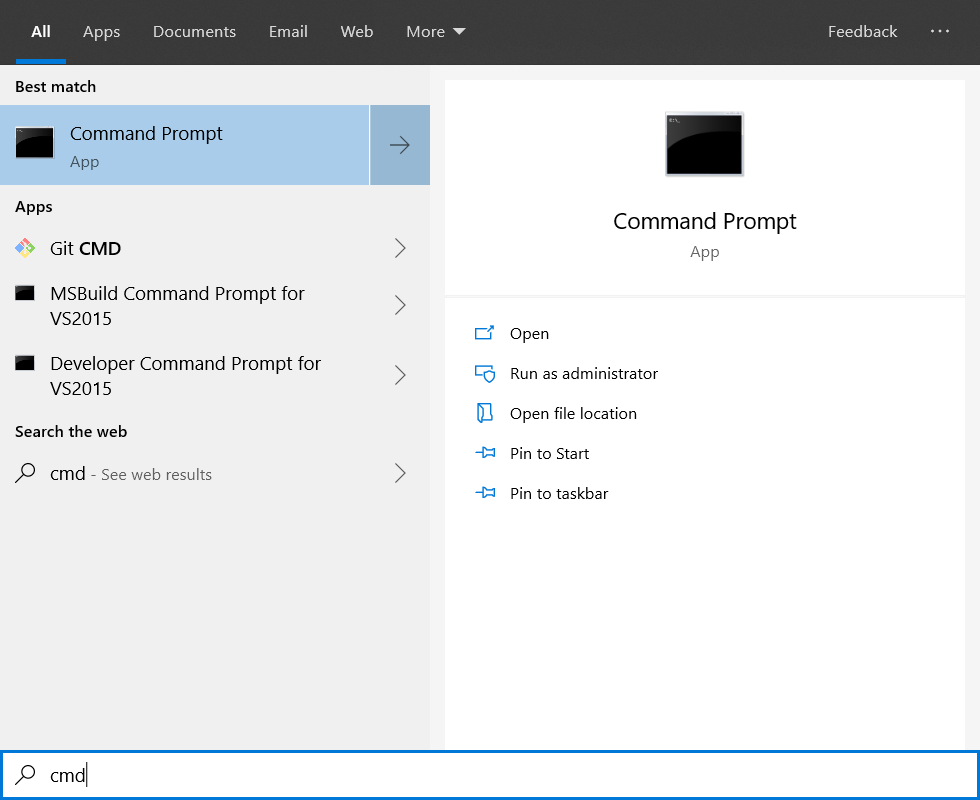 All Apps Documents Email Web More Feedback
Best match
Command Prompt
App
Apps
Git CMD
MSBuild Command Prompt for
VS2015
Developer Command Prompt for
VS2015
Search the web
cmd - See web results
Command Prompt
App
Open
Run as administrator
Open file location
Pin to Start
Pin to taskbar
cmd